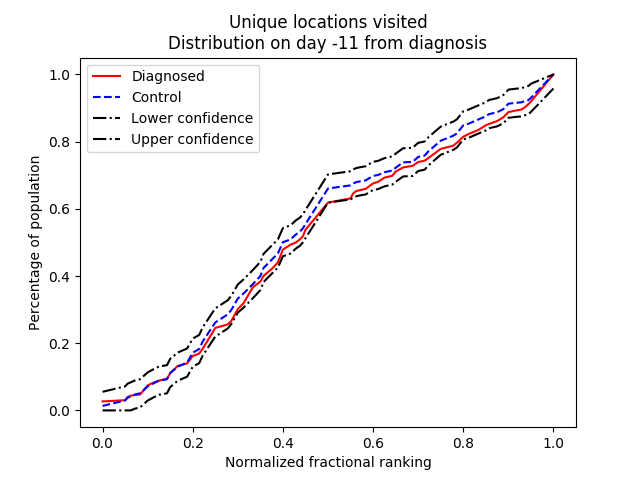 Unique locations visited
Distribution on day -11 from diagnosis
Diagnosed
Control
Lower confidence
Upper confidence
Percentage of population
1.0
0.8
0.6
0.4
0.2
0.0
0.0 0.2 0.4 0.6 0.8 1.0
Normalized fractional ranking